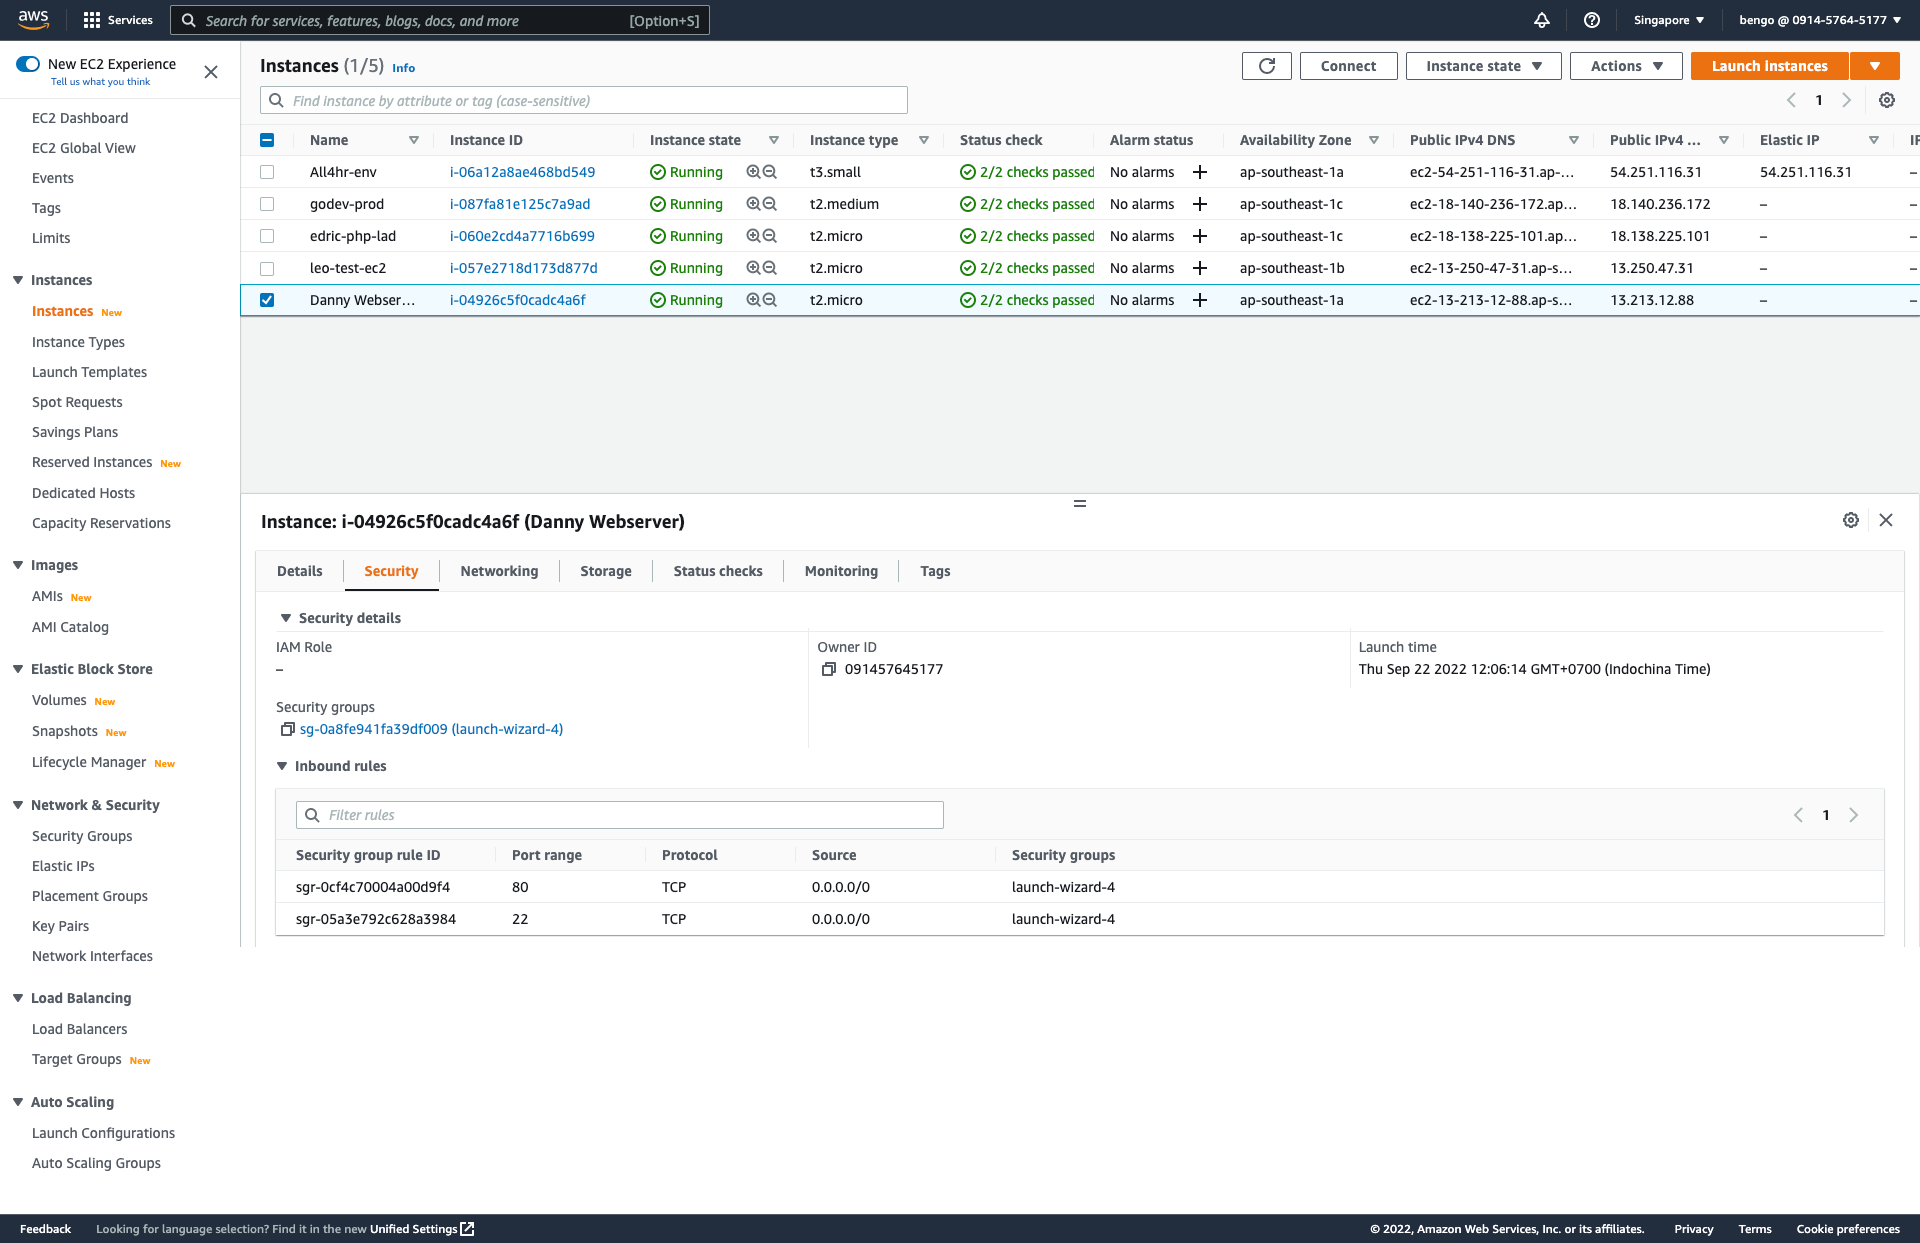 aws Services Search for services, features, blogs, docs, and more [Option+S] Singapore bengo @ 0914-5764-5177
New EC2 Experience
Tell us what you think
EC2 Dashboard
EC2 Global View
Events
Tags
Limits
Instances
Instances New
Instance Types
Launch Templates
Spot Requests
Savings Plans
Reserved Instances New
Dedicated Hosts
Capacity Reservations
Images
AMIs New
AMI Catalog
Elastic Block Store
Volumes New
Snapshots New
Lifecycle Manager New
Network & Security
Security Groups
Elastic IPs
Placement Groups
Key Pairs
Network Interfaces
Load Balancing
Load Balancers
Target Groups New
Auto Scaling
Launch Configurations
Auto Scaling Groups
Instances (1/5) Info Connect Instance state Actions Launch instances
Find instance by attribute or tag (case-sensitive) 1
Name Instance ID Instance state Instance type Status check Alarm status Availability Zone Public IPv4 DNS Public IPv4 ... Elastic IP
All4hr-env i-06a12a8ae468bd549 Running t3.small 2/2 checks passed No alarms ap-southeast-1a ec2-54-251-116-31.ap-... 54.251.116.31 54.251.116.31 –
godev-prod i-087fa81e125c7a9ad Running t2.medium 2/2 checks passed No alarms ap-southeast-1c ec2-18-140-236-172.ap... 18.140.236.172 – –
edric-php-lad i-060e2cd4a7716b699 Running t2.micro 2/2 checks passed No alarms ap-southeast-1c ec2-18-138-225-101.ap... 18.138.225.101 – –
leo-test-ec2 i-057e2718d173d877d Running t2.micro 2/2 checks passed No alarms ap-southeast-1b ec2-13-250-47-31.ap-s... 13.250.47.31 – –
Danny Webser... i-04926c5f0cadc4a6f Running t2.micro 2/2 checks passed No alarms ap-southeast-1a ec2-13-213-12-88.ap-s... 13.213.12.88 – –
Instance: i-04926c5f0cadc4a6f (Danny Webserver)
Details Security Networking Storage Status checks Monitoring Tags
Security details
IAM Role Owner ID Launch time
– 091457645177 Thu Sep 22 2022 12:06:14 GMT+0700 (Indochina Time)
Security groups
sg-0a8fe941fa39df009 (launch-wizard-4)
Inbound rules
Filter rules 1
Security group rule ID Port range Protocol Source Security groups
sgr-0cf4c70004a00d9f4 80 TCP 0.0.0.0/0 launch-wizard-4
sgr-05a3e792c628a3984 22 TCP 0.0.0.0/0 launch-wizard-4
Feedback Looking for language selection? Find it in the new Unified Settings © 2022, Amazon Web Services, Inc. or its affiliates. Privacy Terms Cookie preferences